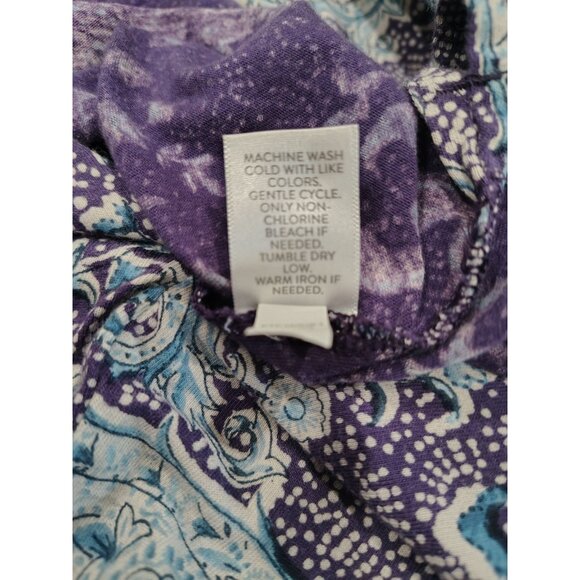 MACHINE WASH
COLD WITH LIKE
COLORS.
GENTLE CYCLE.
ONLY NON-
CHLORINE
BLEACH IF
NEEDED.
TUMBLE DRY
LOW.
WARM IRON IF
NEEDED.